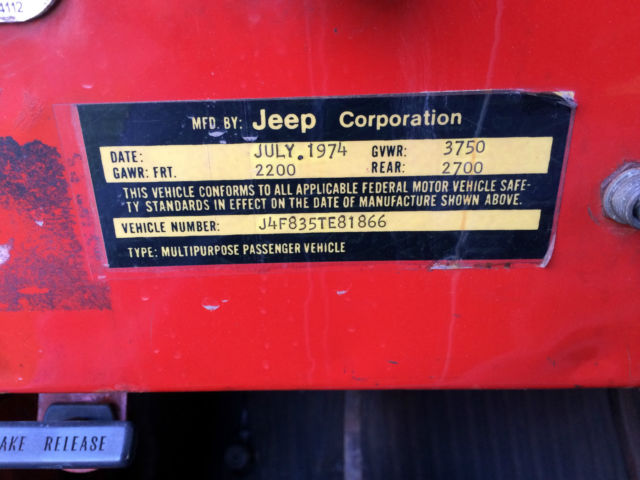 4112
MFD. BY: Jeep Corporation
DATE: JULY.1974 GVWR: 3750
GAWR: FRT. 2200 REAR: 2700
THIS VEHICLE CONFORMS TO ALL APPLICABLE FEDERAL MOTOR VEHICLE SAFE-
TY STANDARDS IN EFFECT ON THE DATE OF MANUFACTURE SHOWN ABOVE.
VEHICLE NUMBER: J4F835TE81866
TYPE: MULTIPURPOSE PASSENGER VEHICLE
AKE RELEASE